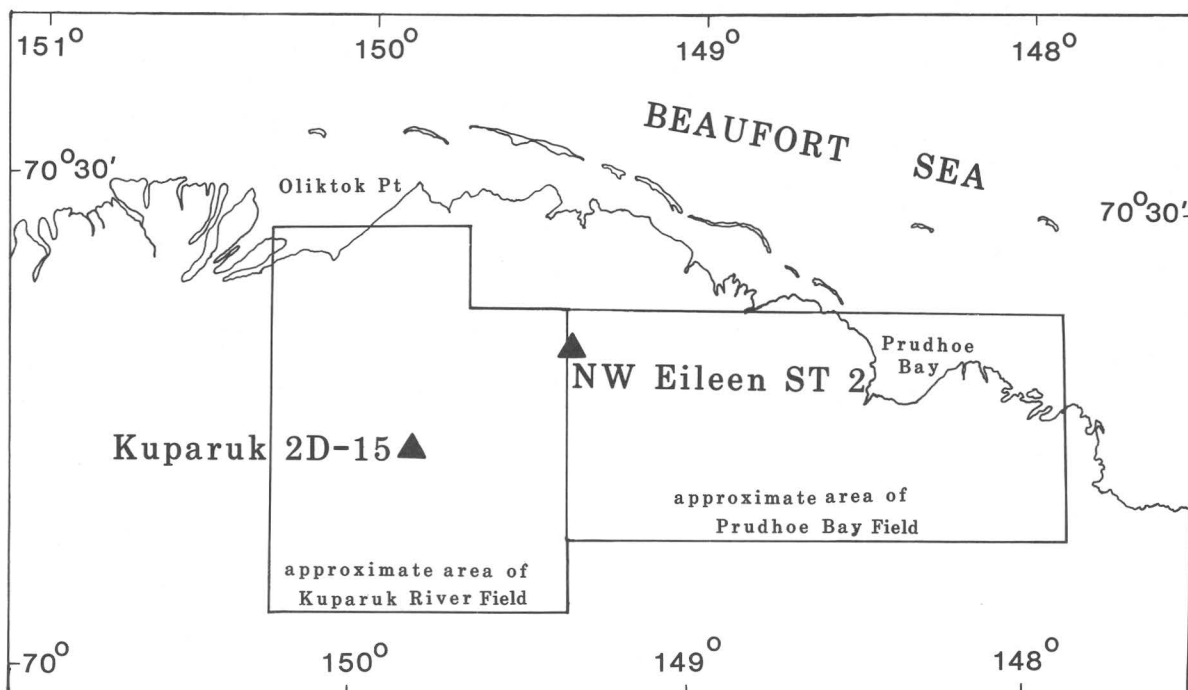 151° 150° 149° 148°
BEAUFORT SEA
70°30'
Oliktok Pt
70°30'
Prudhoe
Bay
NW Eileen ST 2
Kuparuk 2D-15
approximate area of
Prudhoe Bay Field
approximate area of
Kuparuk River Field
70°
150° 149° 148°